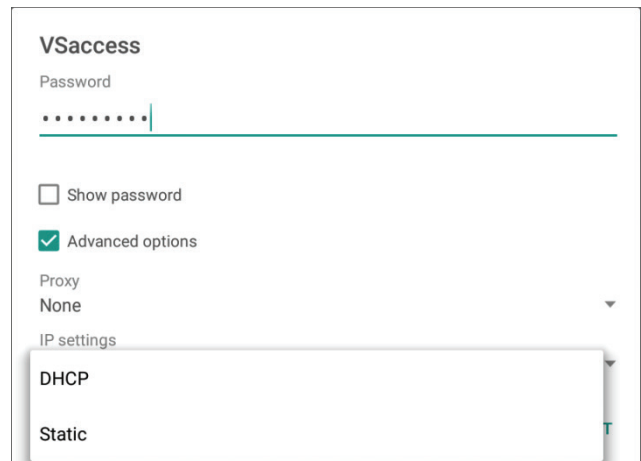 VSaccess
Password
•••••••••
Show password
Advanced options
Proxy
None
IP settings
DHCP
Static
T